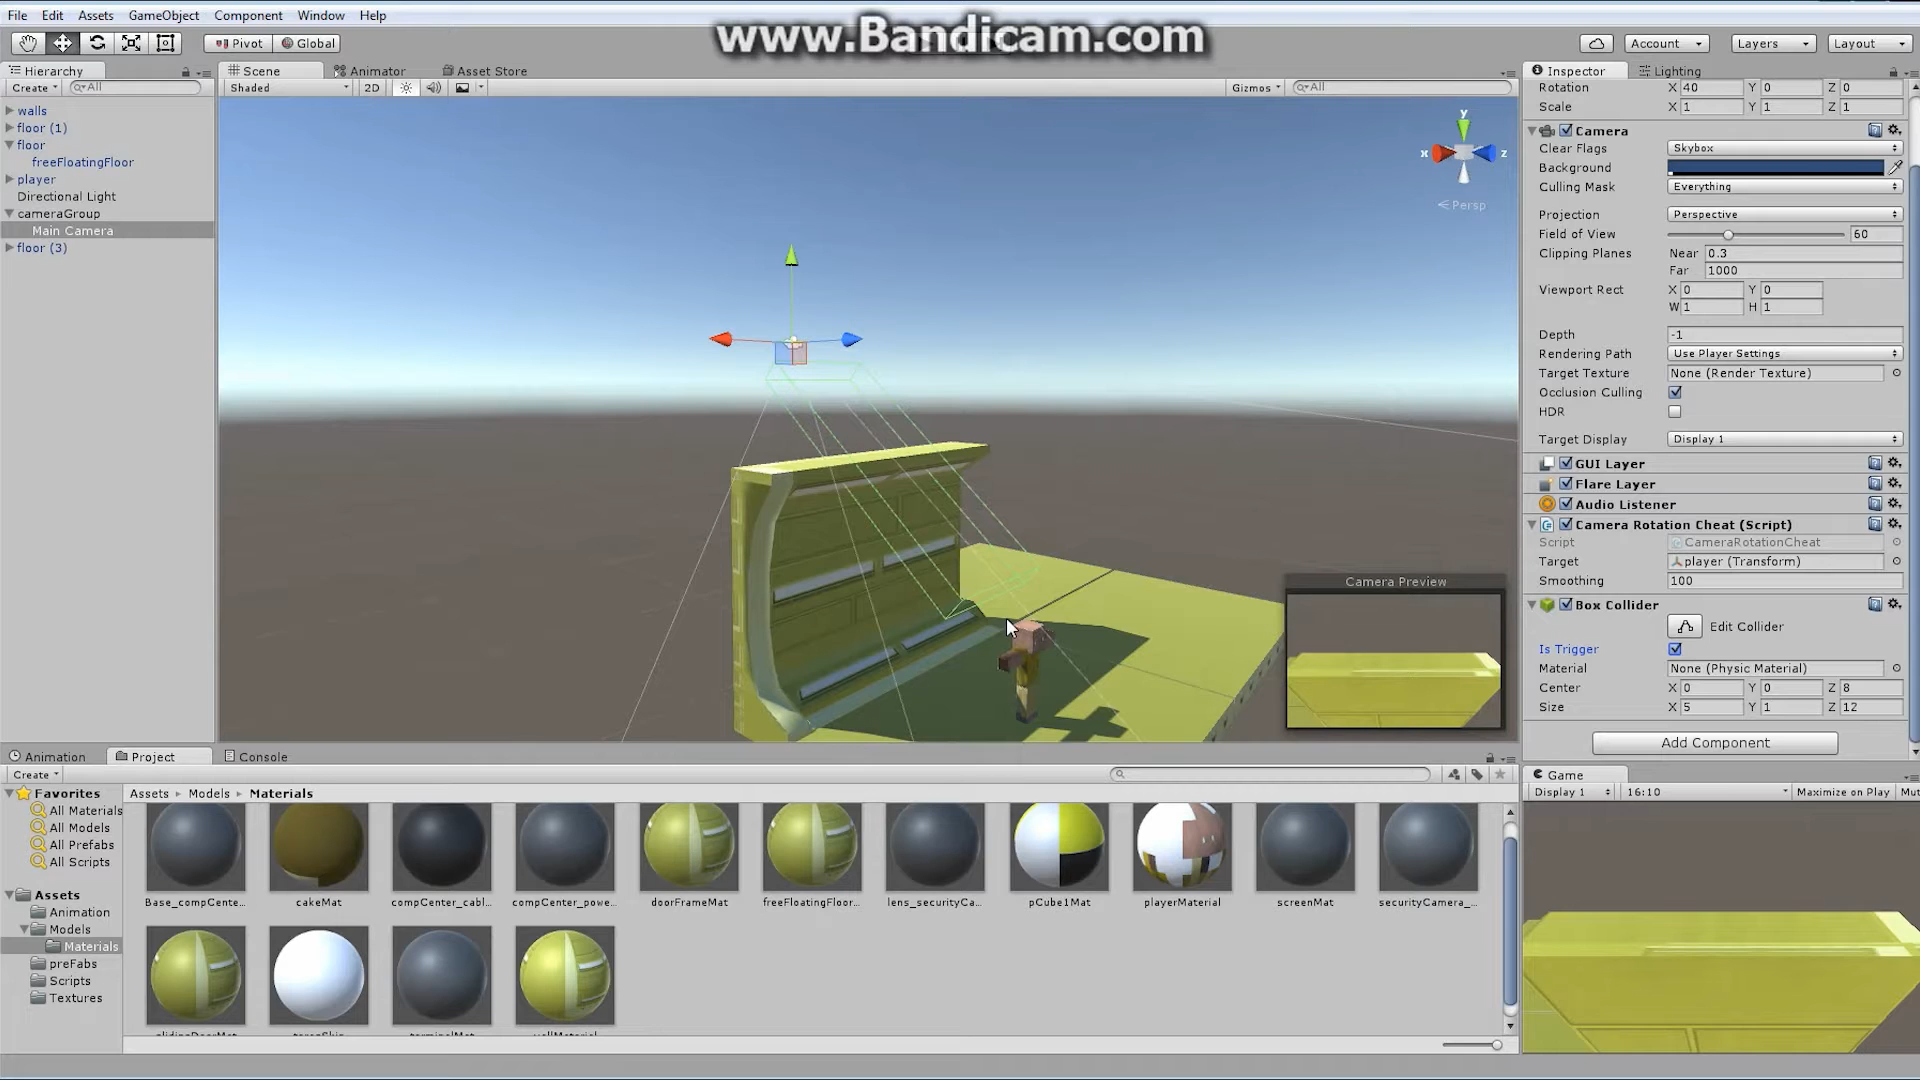 File Edit Assets GameObject Component Window Help
www.Bandicam.com
Pivot Global Account Layers Layout
Hierarchy Scene Animator Asset Store Inspector Lighting
Create All Shaded 2D Gizmos All
Rotation X 40 Y 0 Z 0
Scale X 1 Y 1 Z 1
walls
floor (1)
floor
freeFloatingFloor
player
Directional Light
cameraGroup
Main Camera
floor (3)
y
x z
Persp
Camera
Clear Flags Skybox
Background
Culling Mask Everything
Projection Perspective
Field of View 60
Clipping Planes Near 0.3
Far 1000
Viewport Rect X 0 Y 0
W 1 H 1
Depth -1
Rendering Path Use Player Settings
Target Texture None (Render Texture)
Occlusion Culling
HDR
Target Display Display 1
GUI Layer
Flare Layer
Audio Listener
Camera Rotation Cheat (Script)
Script CameraRotationCheat
Target player (Transform)
Smoothing 100
Box Collider
Edit Collider
Is Trigger
Material None (Physic Material)
Center X 0 Y 0 Z 8
Size X 5 Y 1 Z 12
Add Component
Camera Preview
Animation Project Console
Create
Favorites
All Materials
All Models
All Prefabs
All Scripts
Assets
Animation
Models
Materials
preFabs
Scripts
Textures
Assets Models Materials
Base_compCente... cakeMat compCenter_cabl... compCenter_powe... doorFrameMat freeFloatingFloor... lens_securityCa... pCube1Mat playerMaterial screenMat securityCamera_...
Game
Display 1 16:10 Maximize on Play Mut